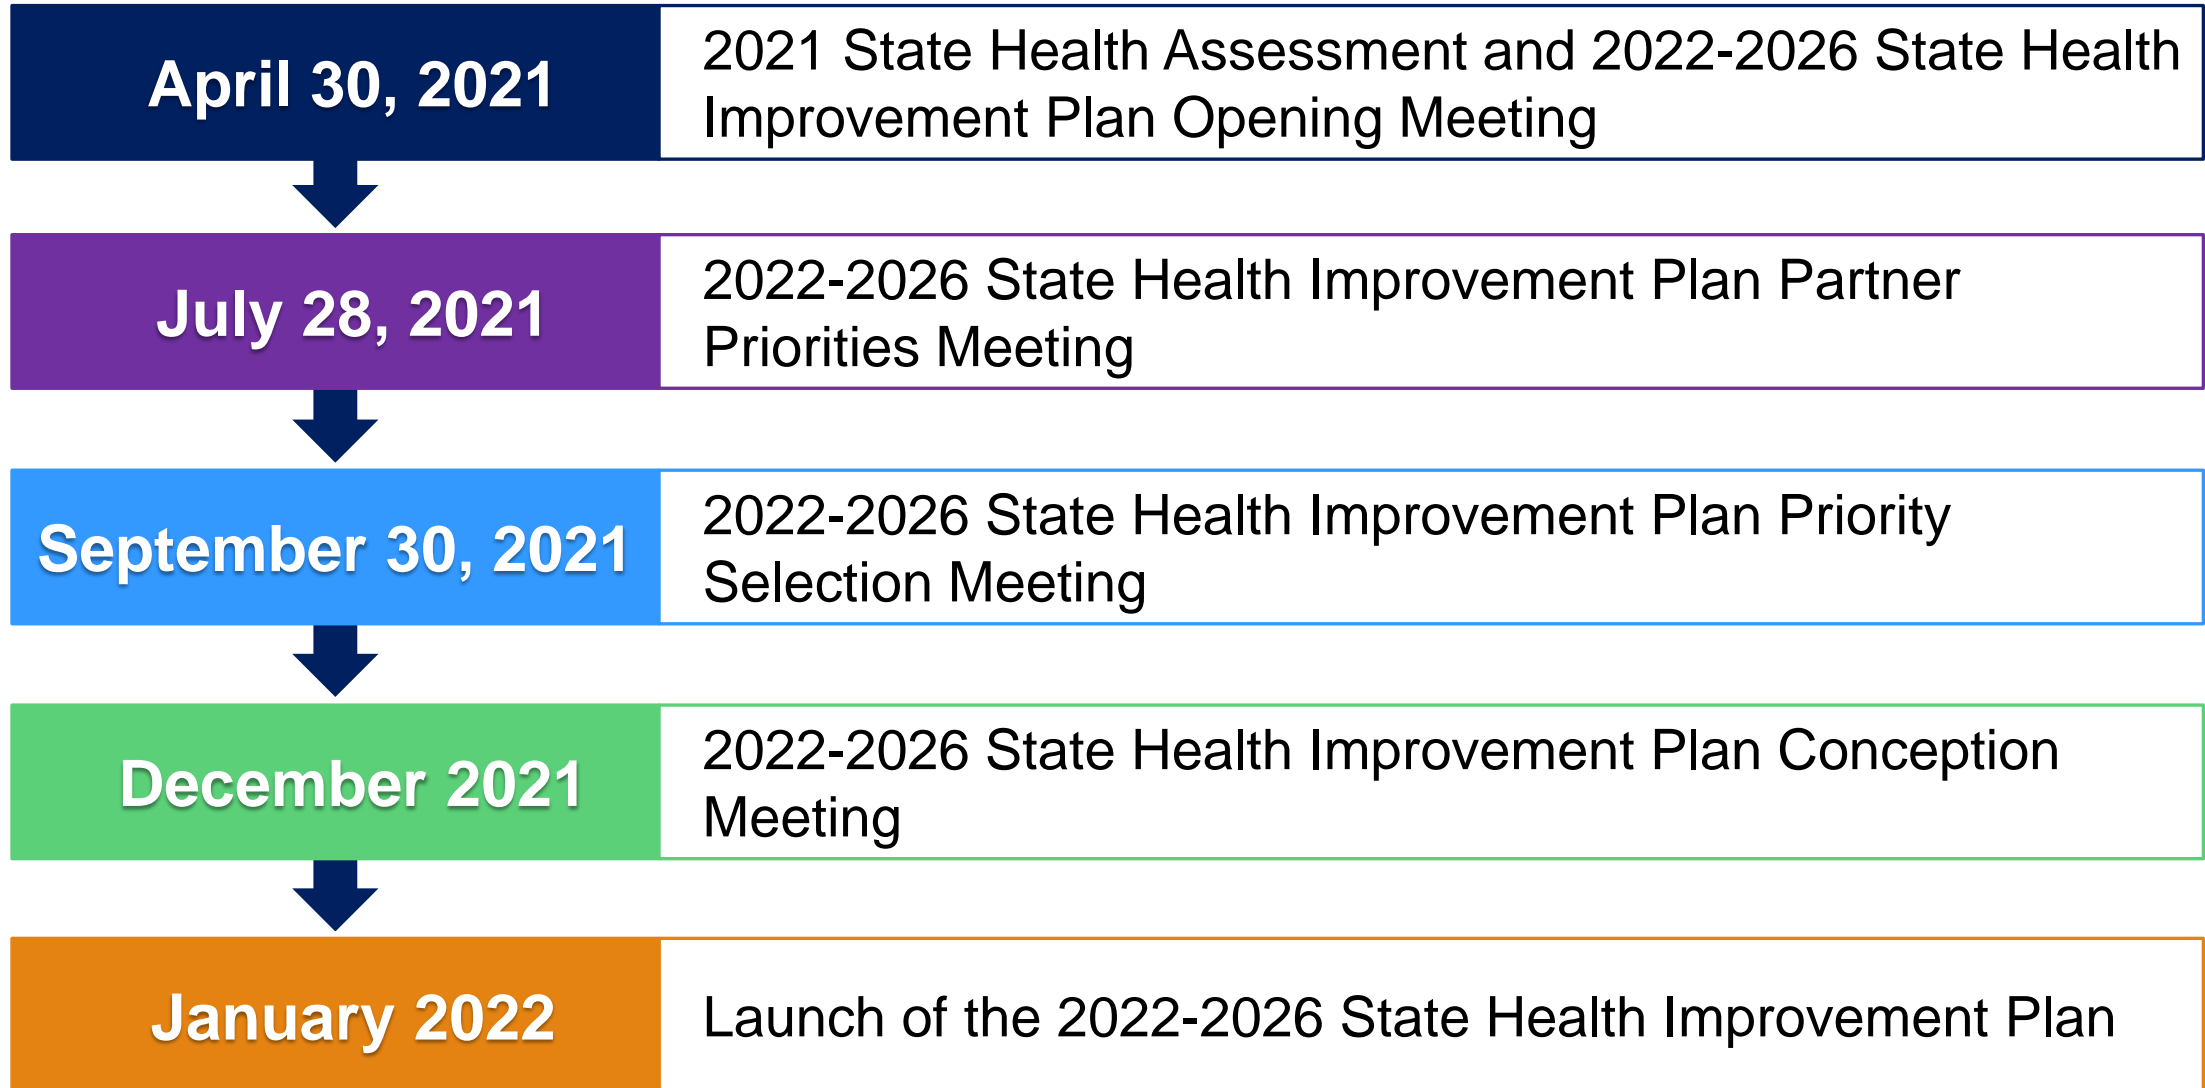 April 30, 2021
2021 State Health Assessment and 2022-2026 State Health
Improvement Plan Opening Meeting
July 28, 2021
2022-2026 State Health Improvement Plan Partner
Priorities Meeting
September 30, 2021
2022-2026 State Health Improvement Plan Priority
Selection Meeting
December 2021
2022-2026 State Health Improvement Plan Conception
Meeting
January 2022
Launch of the 2022-2026 State Health Improvement Plan